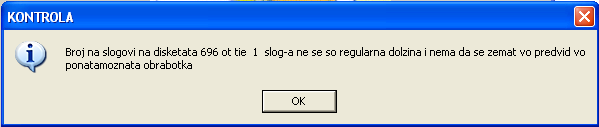 KONTROLA
Broj na slogovi na disketata 696 ot tie 1 slog-a ne se so regularna dolzina i nema da se zemat vo predvid vo
ponatamoznata obrabotka
OK